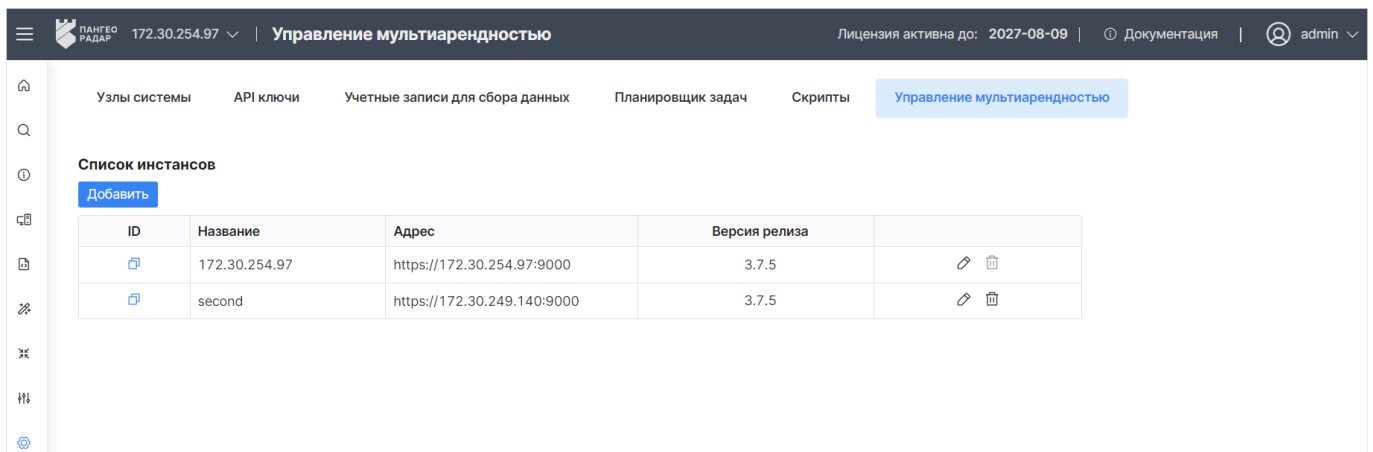 ПАНГЕО РАДАР 172.30.254.97 | Управление мультиарендностью Лицензия активна до: 2027-08-09 | Документация | admin
Узлы системы API ключи Учетные записи для сбора данных Планировщик задач Скрипты Управление мультиарендностью
Список инстансов
Добавить
ID Название Адрес Версия релиза
172.30.254.97 https://172.30.254.97:9000 3.7.5
second https://172.30.249.140:9000 3.7.5